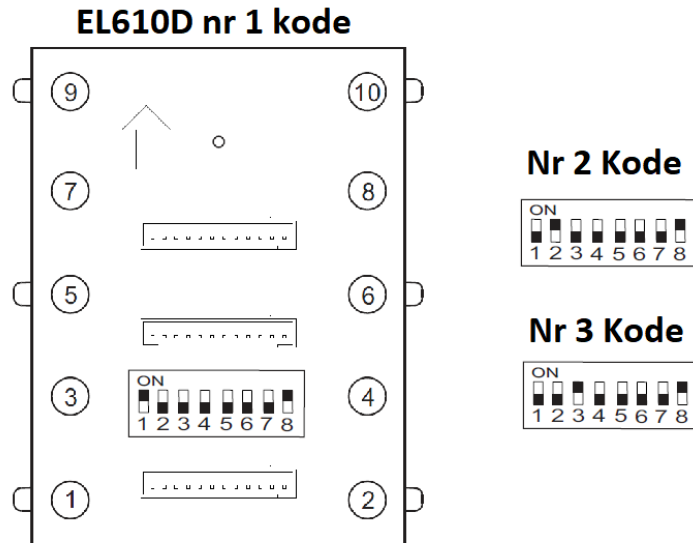 EL610D nr 1 kode
9
10
7
8
Nr 2 Kode
ON
1 2 3 4 5 6 7 8
5
6
Nr 3 Kode
ON
1 2 3 4 5 6 7 8
3
ON
1 2 3 4 5 6 7 8
4
1
2